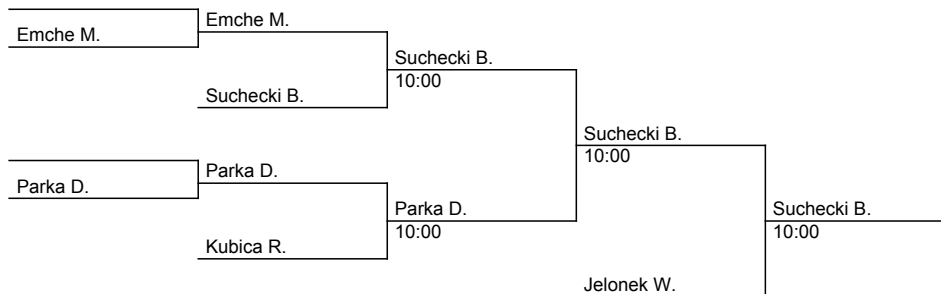 Emche M.
Emche M.
Suchecki B.
10:00
Suchecki B.
Suchecki B.
10:00
Parka D.
Parka D.
Parka D.
10:00
Suchecki B.
10:00
Kubica R.
Jelonek W.